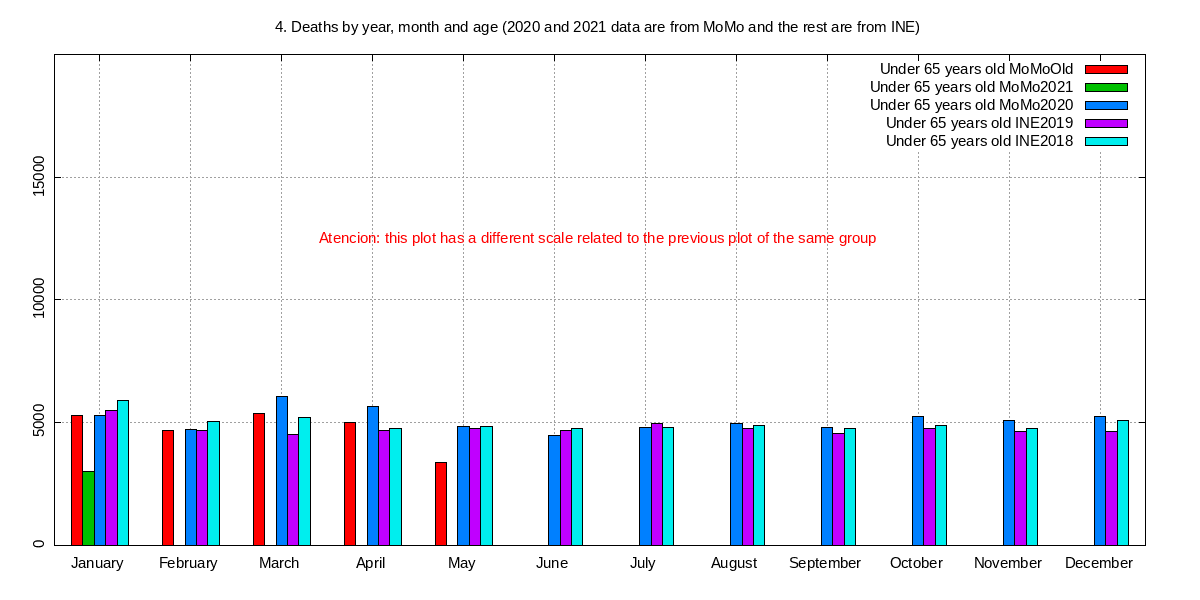 4. Deaths by year, month and age (2020 and 2021 data are from MoMo and the rest are from INE)
Under 65 years old MoMoOld
Under 65 years old MoMo2021
Under 65 years old MoMo2020
Under 65 years old INE2019
Under 65 years old INE2018
15000
Atencion: this plot has a different scale related to the previous plot of the same group
10000
5000
0
January February March April May June July August September October November December